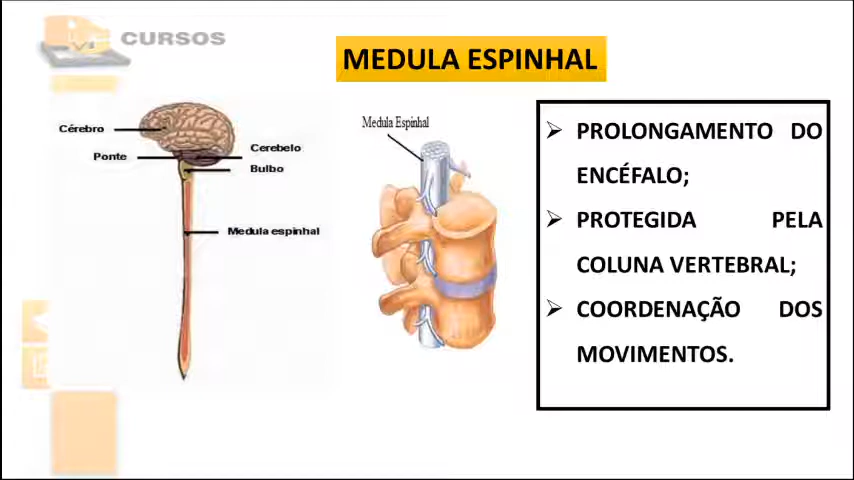 CURSOS
MEDULA ESPINHAL
Cérebro
Ponte
Cerebelo
Bulbo
Medula espinhal
Medula Espinhal
PROLONGAMENTO DO
ENCÉFALO;
PROTEGIDA PELA
COLUNA VERTEBRAL;
COORDENAÇÃO DOS
MOVIMENTOS.